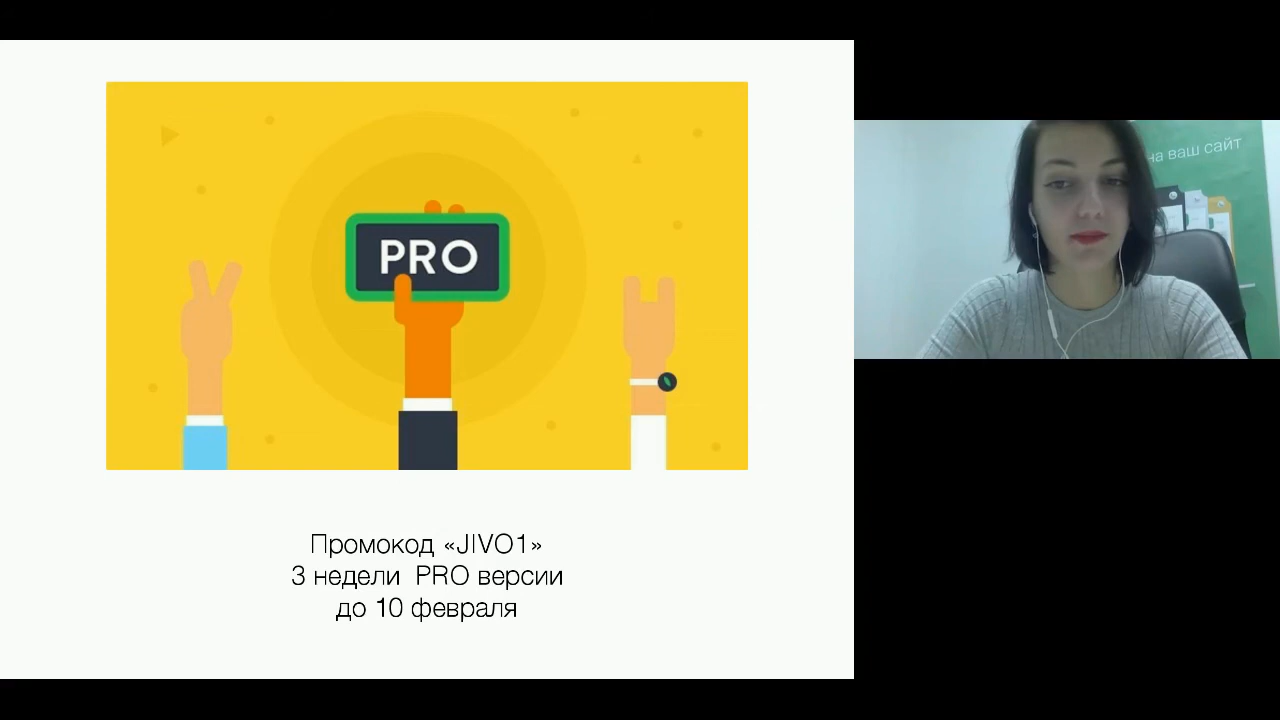 PRO
Промокод «JIVO1»
3 недели PRO версии
до 10 февраля
на ваш сайт